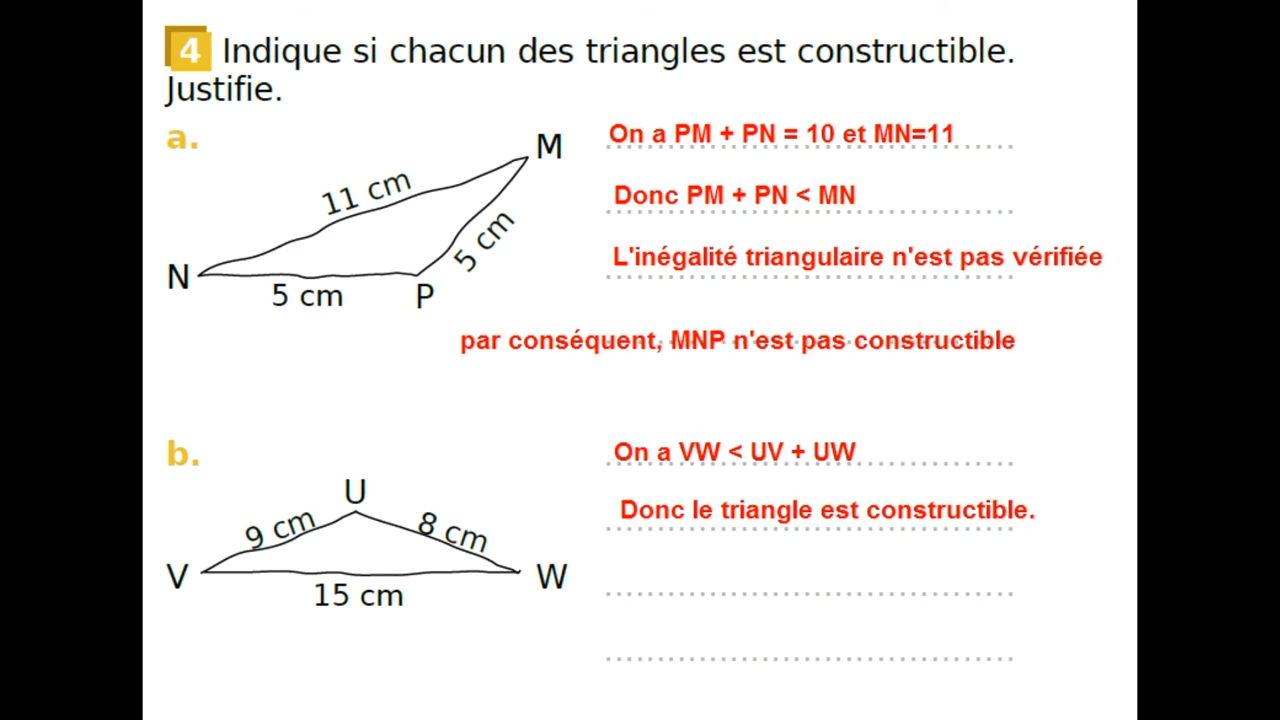 4 Indique si chacun des triangles est constructible.
Justifie.
a.
M
11 cm
5 cm
N
5 cm
P
On a PM + PN = 10 et MN=11
Donc PM + PN < MN
L'inégalité triangulaire n'est pas vérifiée
par conséquent, MNP n'est pas constructible
b.
U
9 cm
8 cm
V
W
15 cm
On a VW < UV + UW
Donc le triangle est constructible.